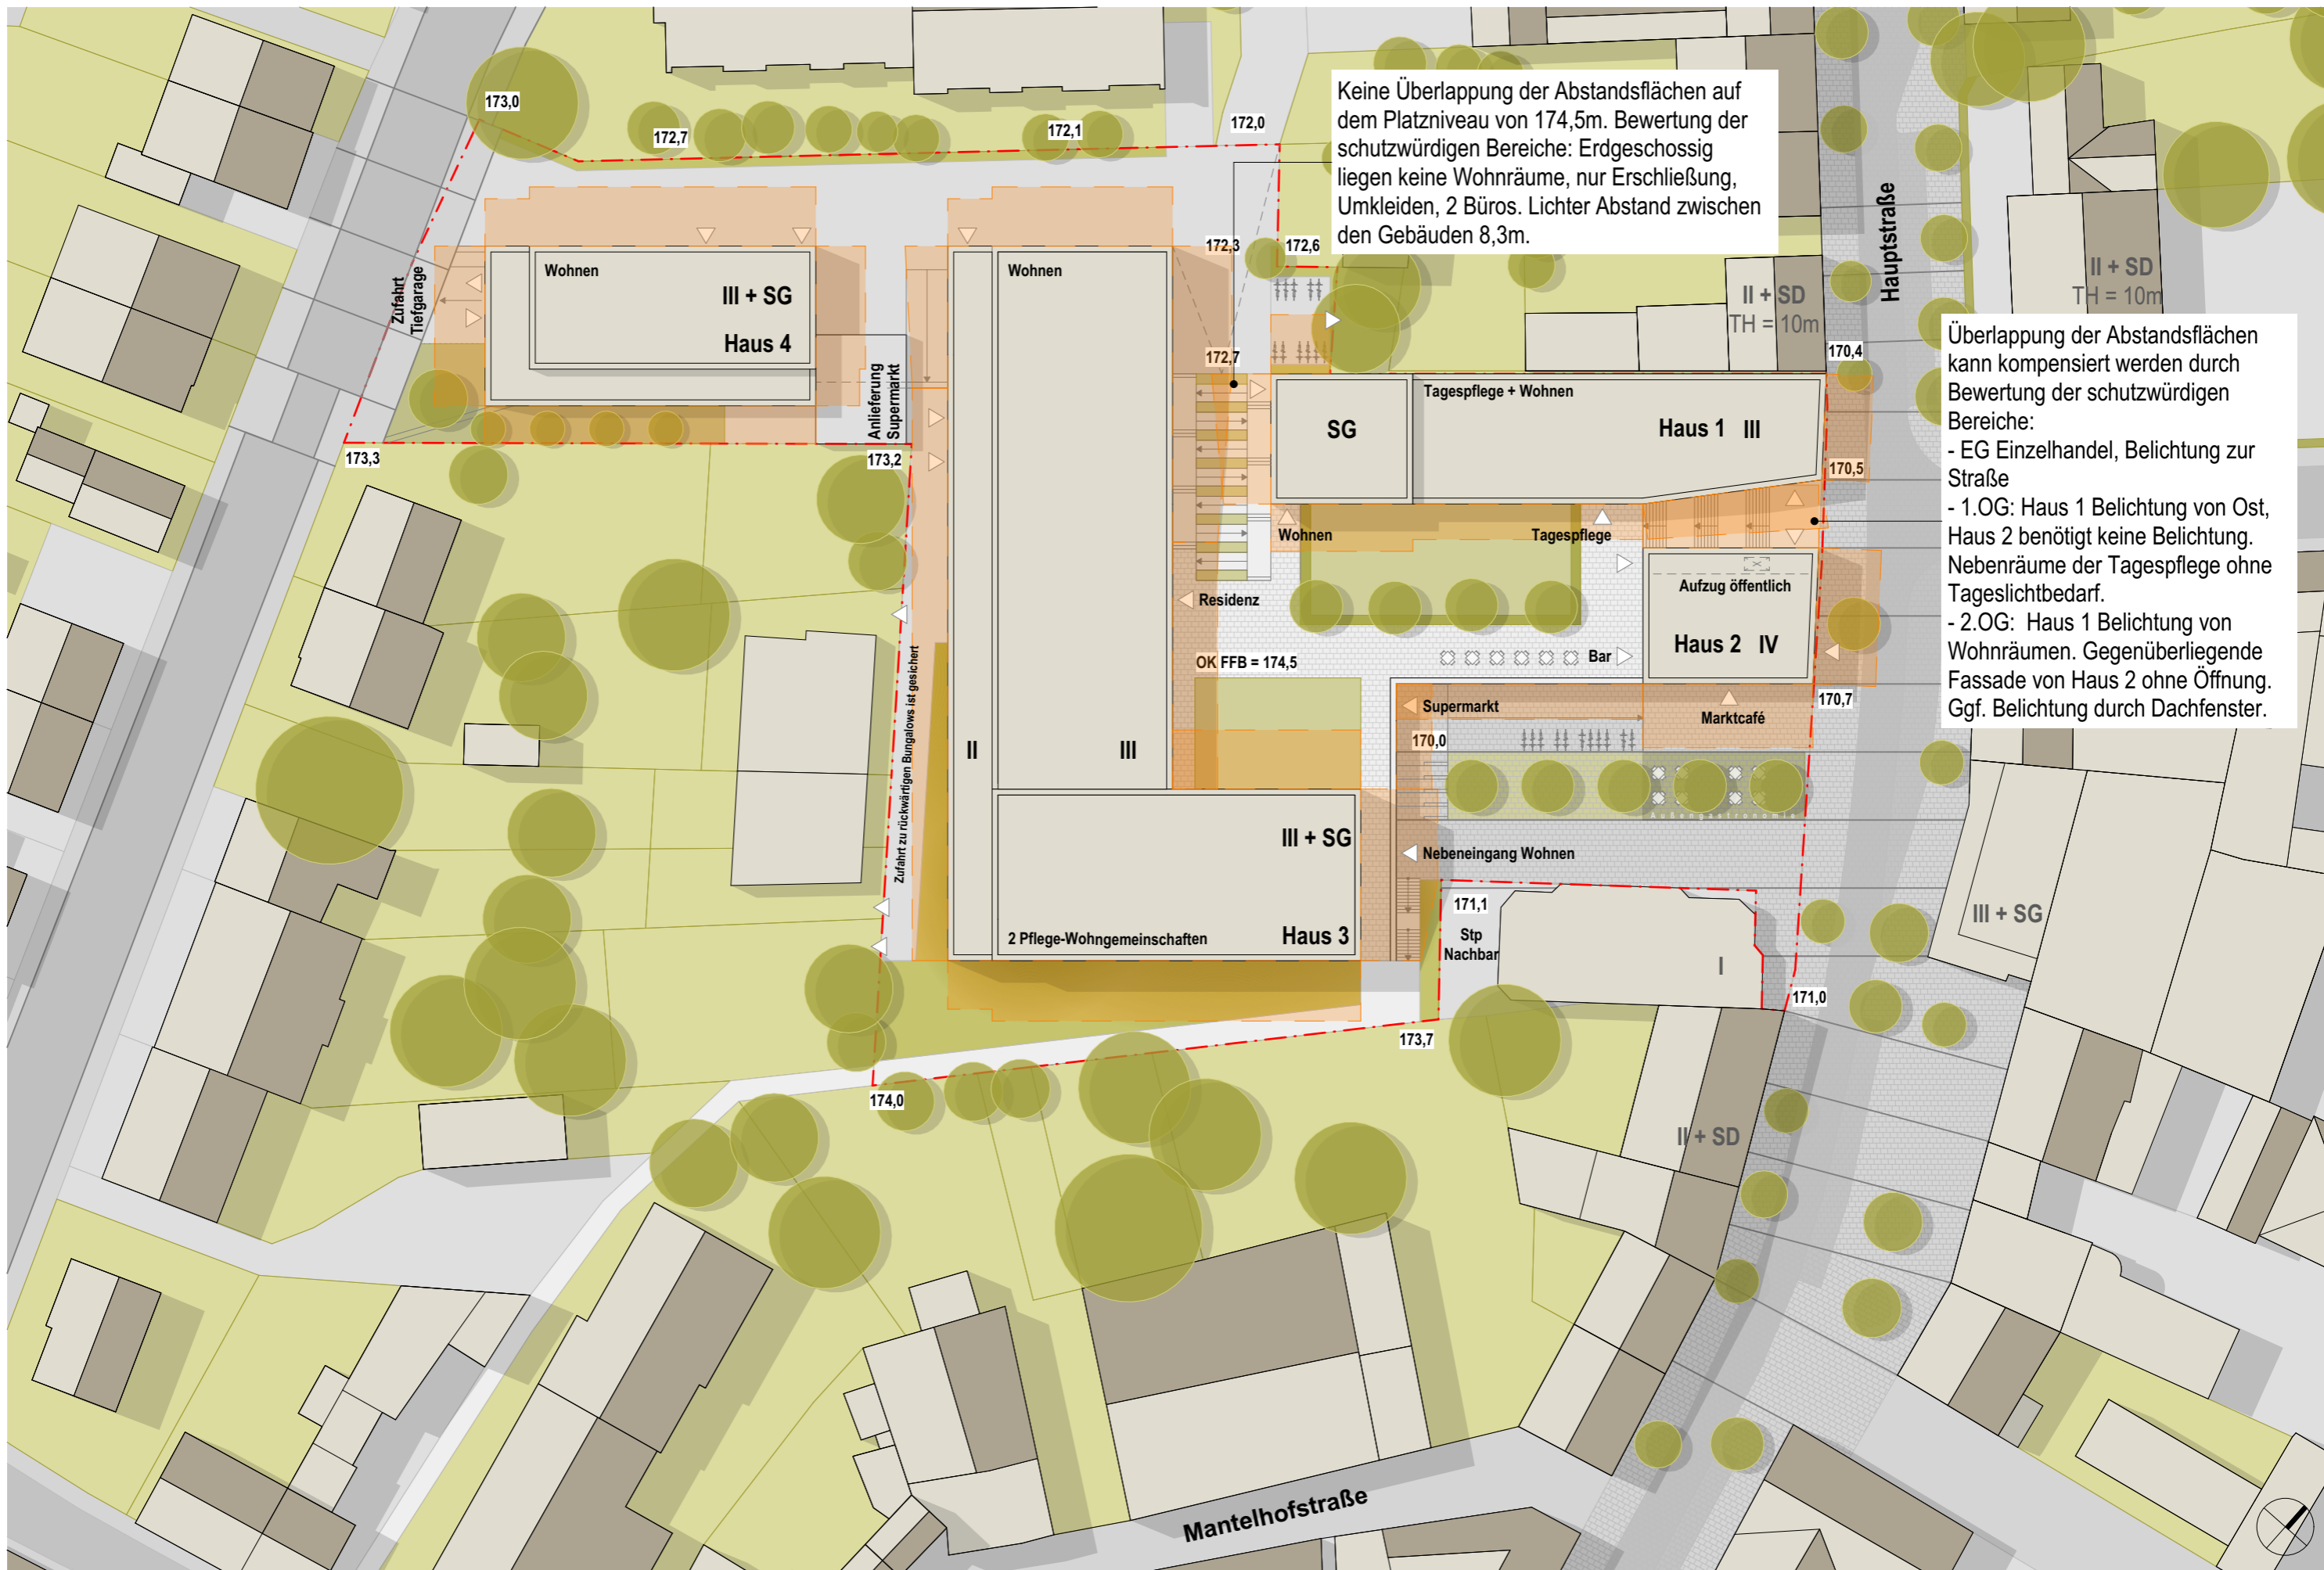 173,0
172,7
172,1
172,0
Keine Überlappung der Abstandsflächen auf
dem Platzniveau von 174,5m. Bewertung der
schutzwürdigen Bereiche: Erdgeschossig
liegen keine Wohnräume, nur Erschließung,
Umkleiden, 2 Büros. Lichter Abstand zwischen
den Gebäuden 8,3m.
Hauptstraße
II + SD
TH = 10m
II + SD
TH = 10m
172,3
172,6
Zufahrt
Tiefgarage
Wohnen
III + SG
Haus 4
Wohnen
172,7
170,4
Überlappung der Abstandsflächen
kann kompensiert werden durch
Bewertung der schutzwürdigen
Bereiche:
- EG Einzelhandel, Belichtung zur
Straße
- 1.OG: Haus 1 Belichtung von Ost,
Haus 2 benötigt keine Belichtung.
Nebenräume der Tagespflege ohne
Tageslichtbedarf.
- 2.OG: Haus 1 Belichtung von
Wohnräumen. Gegenüberliegende
Fassade von Haus 2 ohne Öffnung.
Ggf. Belichtung durch Dachfenster.
Anlieferung
Supermarkt
173,3
173,2
SG
Tagespflege + Wohnen
Haus 1 III
170,5
Wohnen
Tagespflege
Aufzug öffentlich
Residenz
Haus 2 IV
Bar
OK FFB = 174,5
170,7
Supermarkt
Marktcafé
170,0
Zufahrt zu rückwärtigen Bungalows ist gesichert
II
III
Außengastronomie
III + SG
Nebeneingang Wohnen
171,1
Stp
Nachbar
2 Pflege-Wohngemeinschaften
Haus 3
I
III + SG
171,0
173,7
174,0
II + SD
Mantelhofstraße